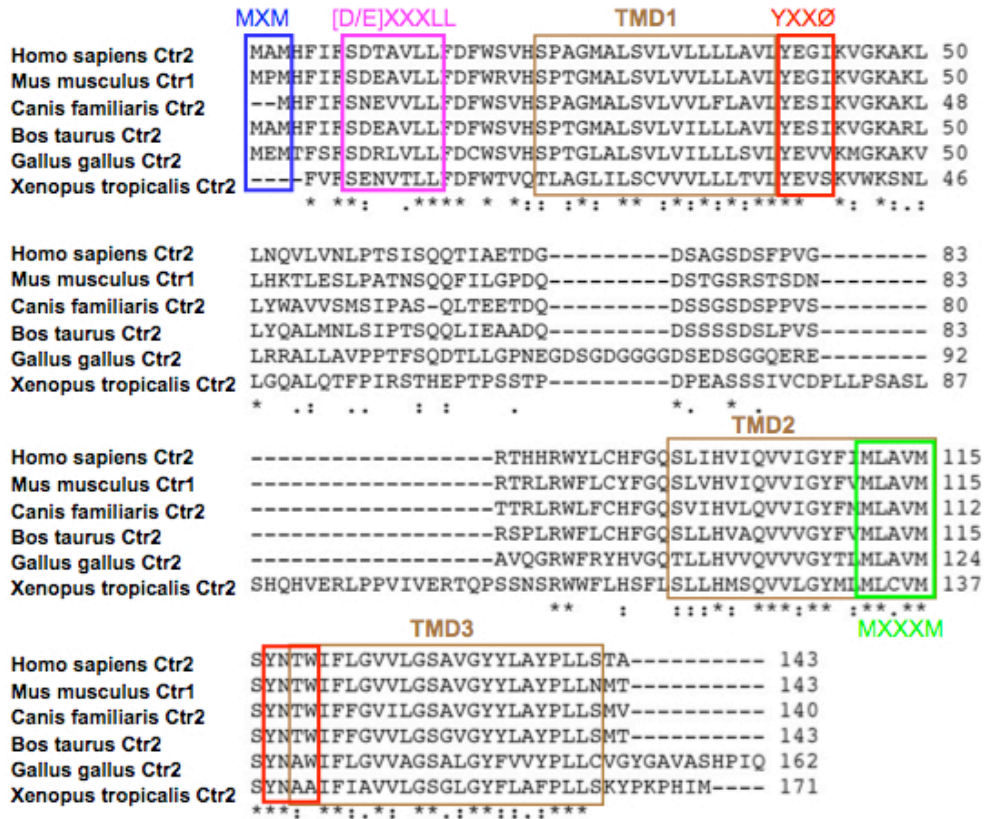 MXM [D/E]XXXLL TMD1 YXXØ
Homo sapiens Ctr2 MAMHFIFSDTAVLLFDFWSVHSPAGMALSVLVLLLLAVLYEGIKVGKAKL 50
Mus musculus Ctr1 MPMHFIFSDEAVLLFDFWRVHSPTGMALSVLVVLLLAVLYEGIKVGKAKL 50
Canis familiaris Ctr2 --MHFIFSNEVVLLFDFWSVHSPAGMALSVLVVLFLAVLYESIKVGKAKL 48
Bos taurus Ctr2 MAMHFIFSDEAVLLFDFWSVHSPTGMALSVLVILLLAVLYESIKVGKARL 50
Gallus gallus Ctr2 MEMTFSFSDRLVLLFDCWSVHSPTGLALSVLVILLLSVLYEVVKMGKAKV 50
Xenopus tropicalis Ctr2 ----FVFSENVTLLFDFWTVQTLAGLILSCVVVLLLTVLYEVSKVWKSNL 46
* **: .**** * *:: :*: ** :*:**:*:**** *: *:.:
Homo sapiens Ctr2 LNQVLVNLPTSISQQTIAETDG---------DSAGSDSFPVG-------- 83
Mus musculus Ctr1 LHKTLESLPATNSQQFILGPDQ---------DSTGSRSTSDN-------- 83
Canis familiaris Ctr2 LYWAVVSMSIPAS-QLTEETDQ---------DSSGSDSPPVS-------- 80
Bos taurus Ctr2 LYQALMNLSIPTSQQLIEAADQ---------DSSSSDSLPVS-------- 83
Gallus gallus Ctr2 LRRALLAVPPTFSQDTLLGPNEGDSGDGGGGDSEDSGGQERE-------- 92
Xenopus tropicalis Ctr2 LGQALQTFPIRSTHEPTPSSTP---------DPEASSSIVCDPLLPSASL 87
* .: .. : : . *. * .
TMD2
Homo sapiens Ctr2 ------------------RTHHRWYLCHFGQSLIHVIQVVIGYFIMLAVM 115
Mus musculus Ctr1 ------------------RTRLRWFLCYFGQSLVHVIQVVIGYFVMLAVM 115
Canis familiaris Ctr2 ------------------TTRLRWFLCHFGQSVIHVLQVVIGYFMMLAVM 112
Bos taurus Ctr2 ------------------RSPLRWFLCHFGQSLLHVAQVVVGYFVMLAVM 115
Gallus gallus Ctr2 ------------------AVQGRWFRYHVGQTLLHVVQVVVGYTLMLAVM 124
Xenopus tropicalis Ctr2 SHQHVERLPPVIVERTQPSSNSRWWFLHSFLSLLHMSQVVLGYMLMLCVM 137
** : :::*: ***:** :**.**
TMD3 MXXXM
Homo sapiens Ctr2 SYNTWIFLGVVLGSAVGYYLAYPLLSTA---------- 143
Mus musculus Ctr1 SYNTWIFLGVVLGSAVGYYLAYPLLNMT---------- 143
Canis familiaris Ctr2 SYNTWIFFGVILGSAVGYYLAYPLLSMV---------- 140
Bos taurus Ctr2 SYNTWIFFGVVLGSGVGYYLAYPLLSMT---------- 143
Gallus gallus Ctr2 SYNAWIFLGVVAGSALGYFVVYPLLCVGYGAVASHPIQ 162
Xenopus tropicalis Ctr2 SYNAAIFIAVVLGSGLGYFLAFPLLSKYPKPHIM---- 171
***: **:.*: **.:**::.:***